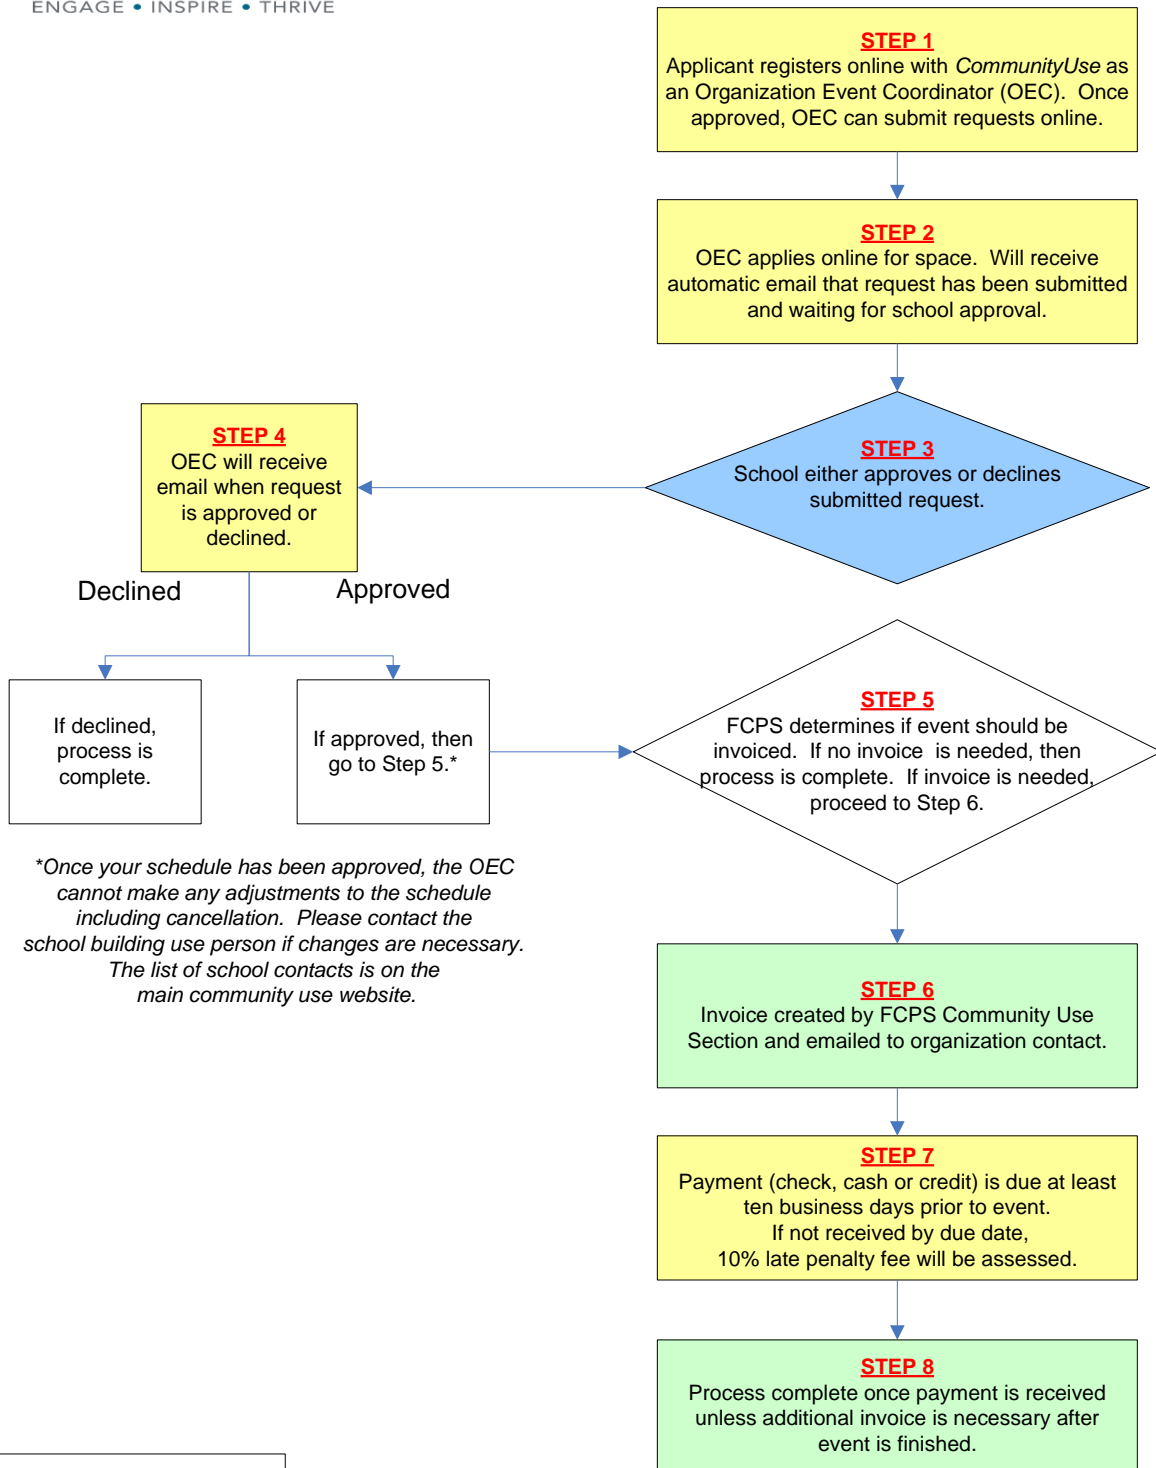 ENGAGE • INSPIRE • THRIVE
STEP 1
Applicant registers online with CommunityUse as
an Organization Event Coordinator (OEC).  Once
approved, OEC can submit requests online.
STEP 2
OEC applies online for space.  Will receive
automatic email that request has been submitted
and waiting for school approval.
STEP 3
School either approves or declines
submitted request.
STEP 4
OEC will receive
email when request
is approved or
declined.
Declined
Approved
If declined,
process is
complete.
If approved, then
go to Step 5.*
STEP 5
FCPS determines if event should be
invoiced.  If no invoice  is needed, then
process is complete.  If invoice is needed,
proceed to Step 6.
*Once your schedule has been approved, the OEC
cannot make any adjustments to the schedule
including cancellation.  Please contact the
school building use person if changes are necessary.
The list of school contacts is on the
main community use website.
STEP 6
Invoice created by FCPS Community Use
Section and emailed to organization contact.
STEP 7
Payment (check, cash or credit) is due at least
ten business days prior to event.
If not received by due date,
10% late penalty fee will be assessed.
STEP 8
Process complete once payment is received
unless additional invoice is necessary after
event is finished.